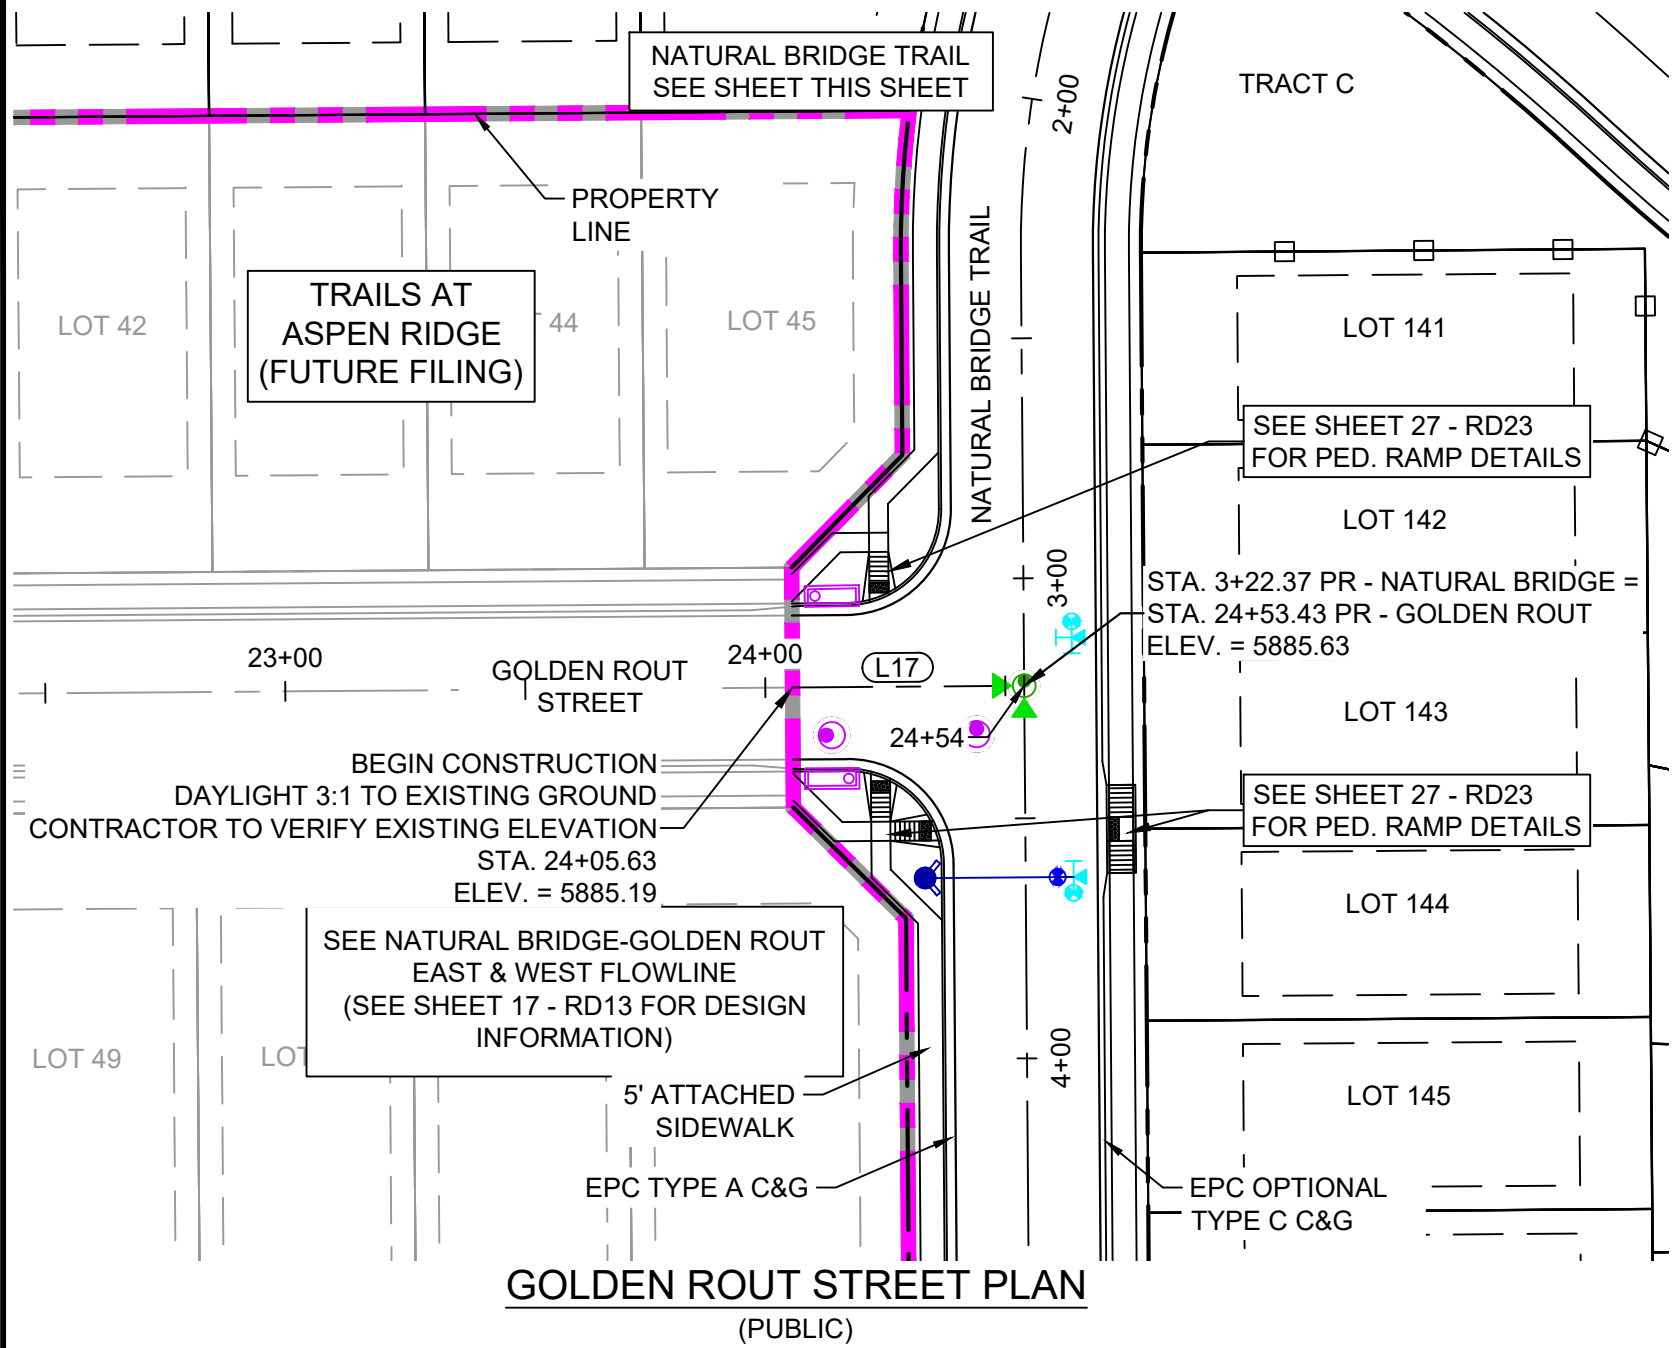 NATURAL BRIDGE TRAIL
SEE SHEET THIS SHEET
TRACT C
2+00
PROPERTY
LINE
NATURAL BRIDGE TRAIL
TRAILS AT
ASPEN RIDGE
(FUTURE FILING)
LOT 42
44
LOT 45
LOT 141
SEE SHEET 27 - RD23
FOR PED. RAMP DETAILS
LOT 142
3+00
STA. 3+22.37 PR - NATURAL BRIDGE =
STA. 24+53.43 PR - GOLDEN ROUT
ELEV. = 5885.63
23+00
GOLDEN ROUT
STREET
24+00
L17
24+54
LOT 143
BEGIN CONSTRUCTION
DAYLIGHT 3:1 TO EXISTING GROUND
CONTRACTOR TO VERIFY EXISTING ELEVATION
STA. 24+05.63
ELEV. = 5885.19
SEE SHEET 27 - RD23
FOR PED. RAMP DETAILS
LOT 144
SEE NATURAL BRIDGE-GOLDEN ROUT
EAST & WEST FLOWLINE
(SEE SHEET 17 - RD13 FOR DESIGN
INFORMATION)
LOT 49
LOT
4+00
5' ATTACHED
SIDEWALK
LOT 145
EPC TYPE A C&G
EPC OPTIONAL
TYPE C C&G
GOLDEN ROUT STREET PLAN
(PUBLIC)